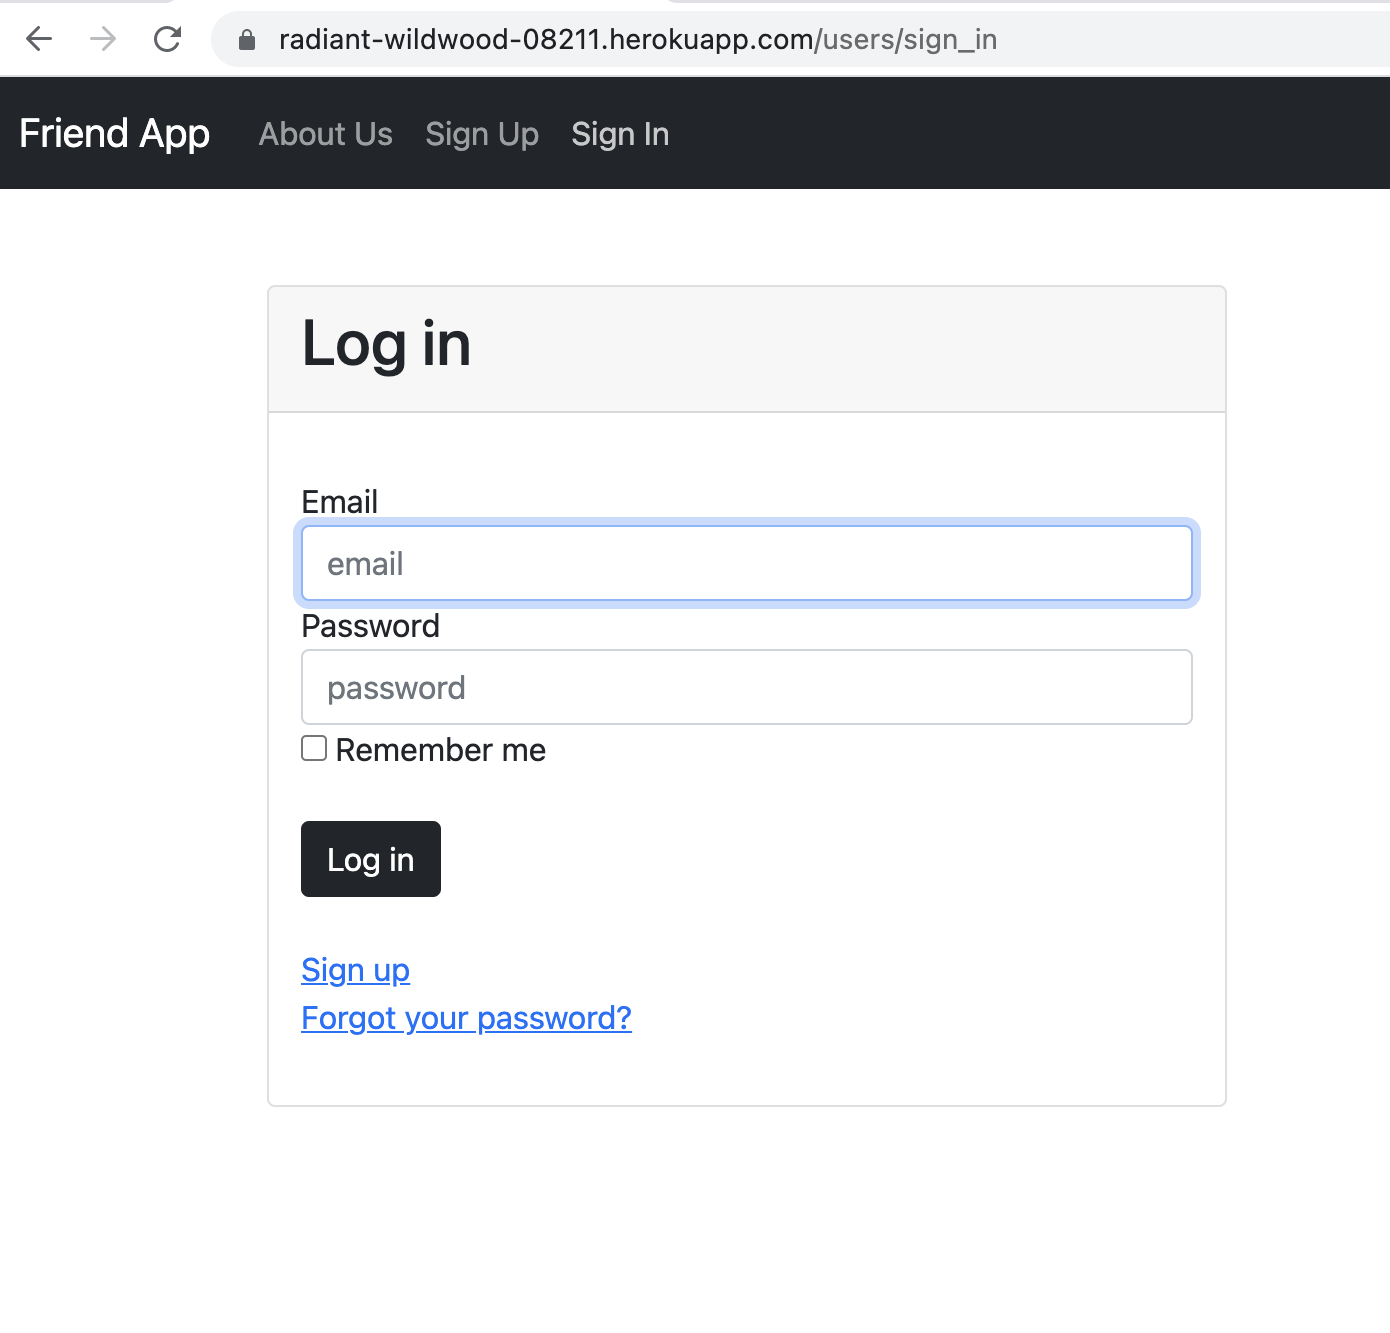 radiant-wildwood-08211.herokuapp.com/users/sign_in
Friend App About Us Sign Up Sign In
Log in
Email
email
Password
password
Remember me
Log in
Sign up
Forgot your password?